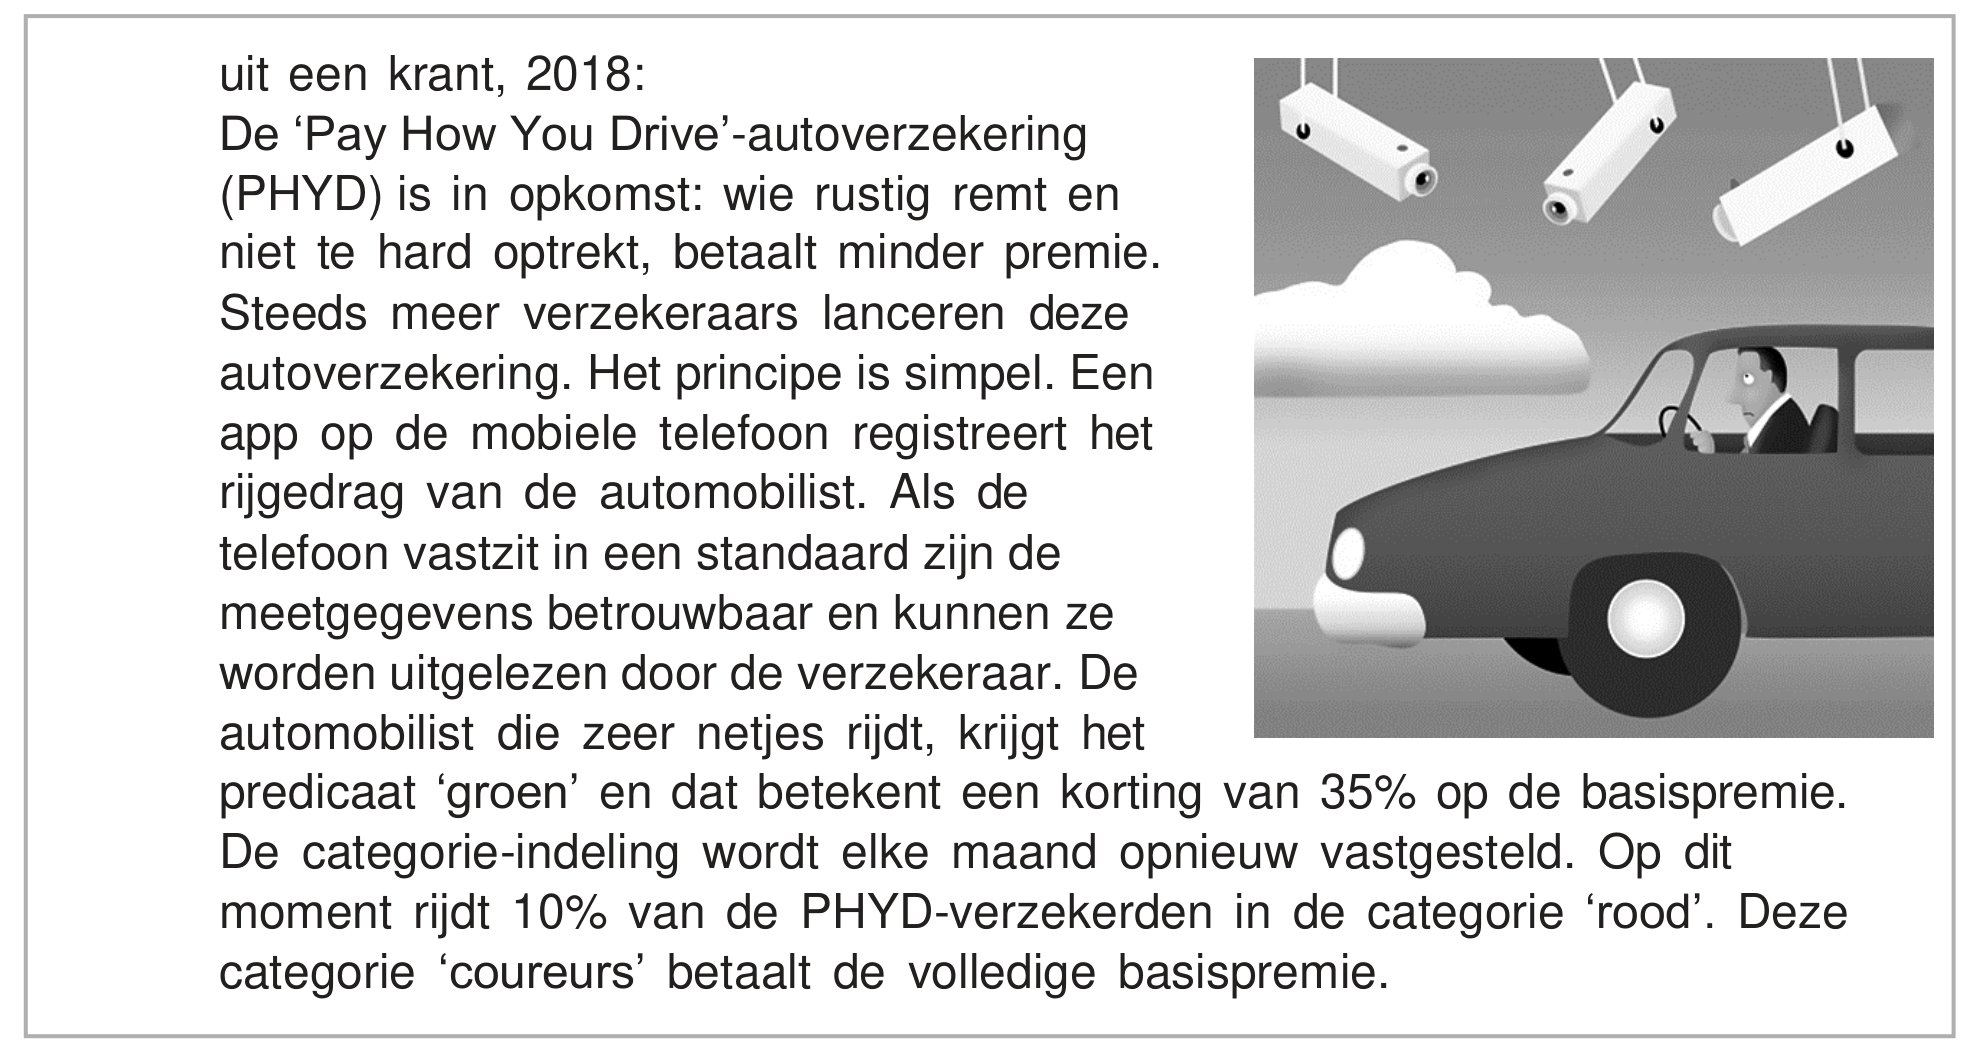 uit een krant, 2018:
De ‘Pay How You Drive’-autoverzekering
(PHYD) is in opkomst: wie rustig remt en
niet te hard optrekt, betaalt minder premie.
Steeds meer verzekeraars lanceren deze
autoverzekering. Het principe is simpel. Een
app op de mobiele telefoon registreert het
rijgedrag van de automobilist. Als de
telefoon vastzit in een standaard zijn de
meetgegevens betrouwbaar en kunnen ze
worden uitgelezen door de verzekeraar. De
automobilist die zeer netjes rijdt, krijgt het
predicaat ‘groen’ en dat betekent een korting van 35% op de basispremie.
De categorie-indeling wordt elke maand opnieuw vastgesteld. Op dit
moment rijdt 10% van de PHYD-verzekerden in de categorie ‘rood’. Deze
categorie ‘coureurs’ betaalt de volledige basispremie.